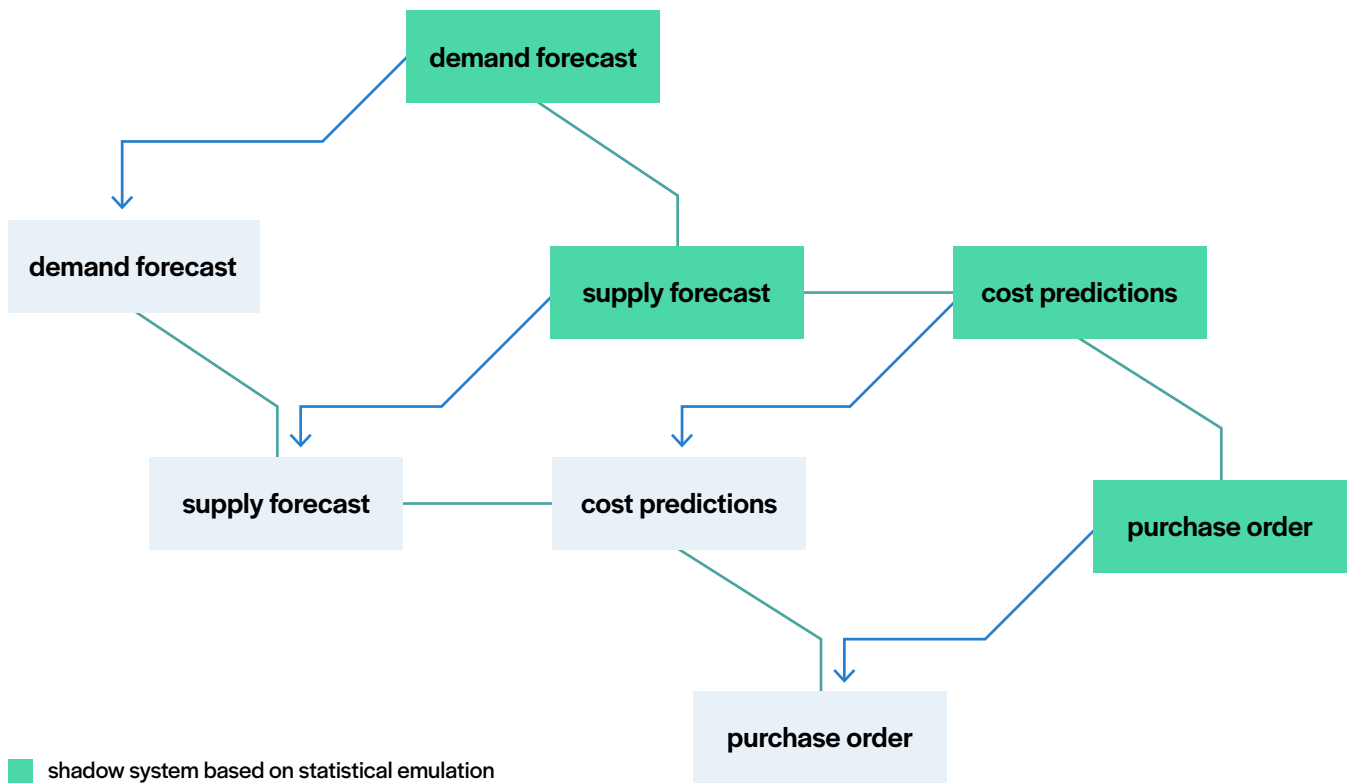 demand forecast
demand forecast
supply forecast
cost predictions
supply forecast
cost predictions
purchase order
purchase order
shadow system based on statistical emulation